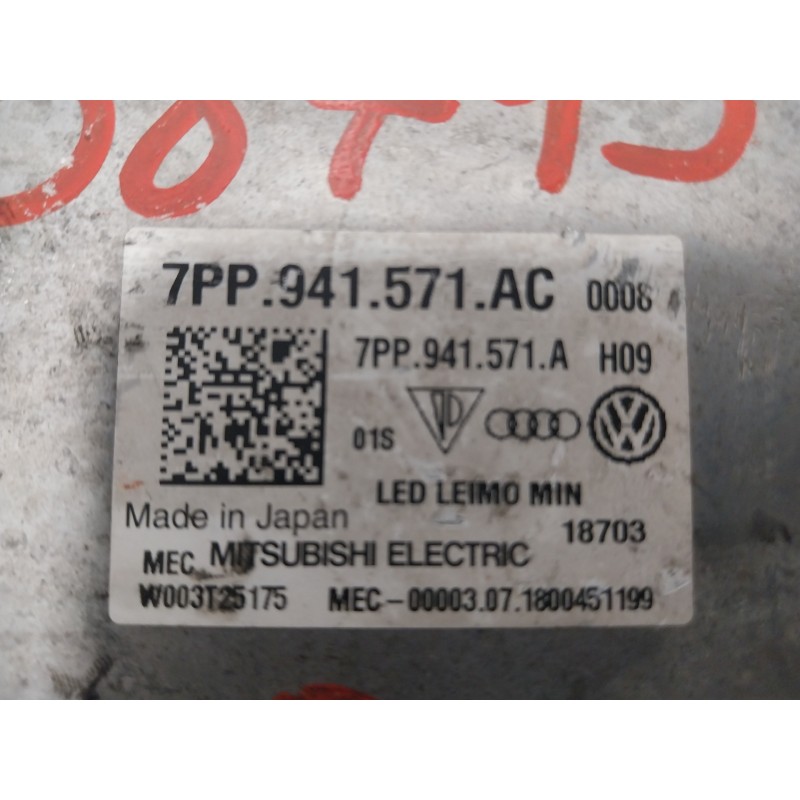 7PP.941.571.AC 0008
7PP.941.571.A H09
01S
LED LEIMO MIN
Made in Japan 18703
MEC MITSUBISHI ELECTRIC
W003T25175 MEC-00003.07.1800451199